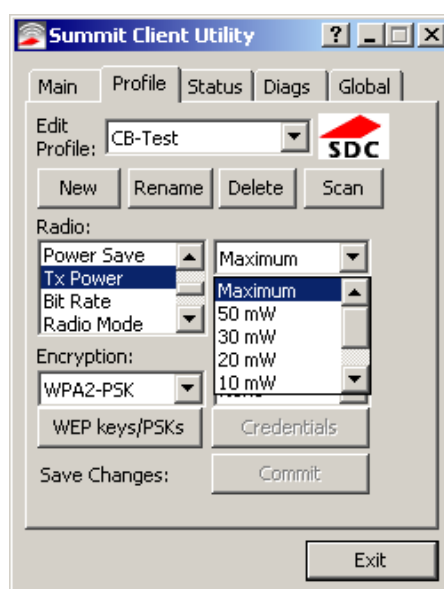 Summit Client Utility
Main Profile Status Diags Global
Edit Profile: CB-Test
SDC
New Rename Delete Scan
Radio:
Power Save
Tx Power
Bit Rate
Radio Mode
Maximum
Maximum
50 mW
30 mW
20 mW
10 mW
Encryption:
WPA2-PSK
WEP keys/PSKs Credentials
Save Changes: Commit
Exit